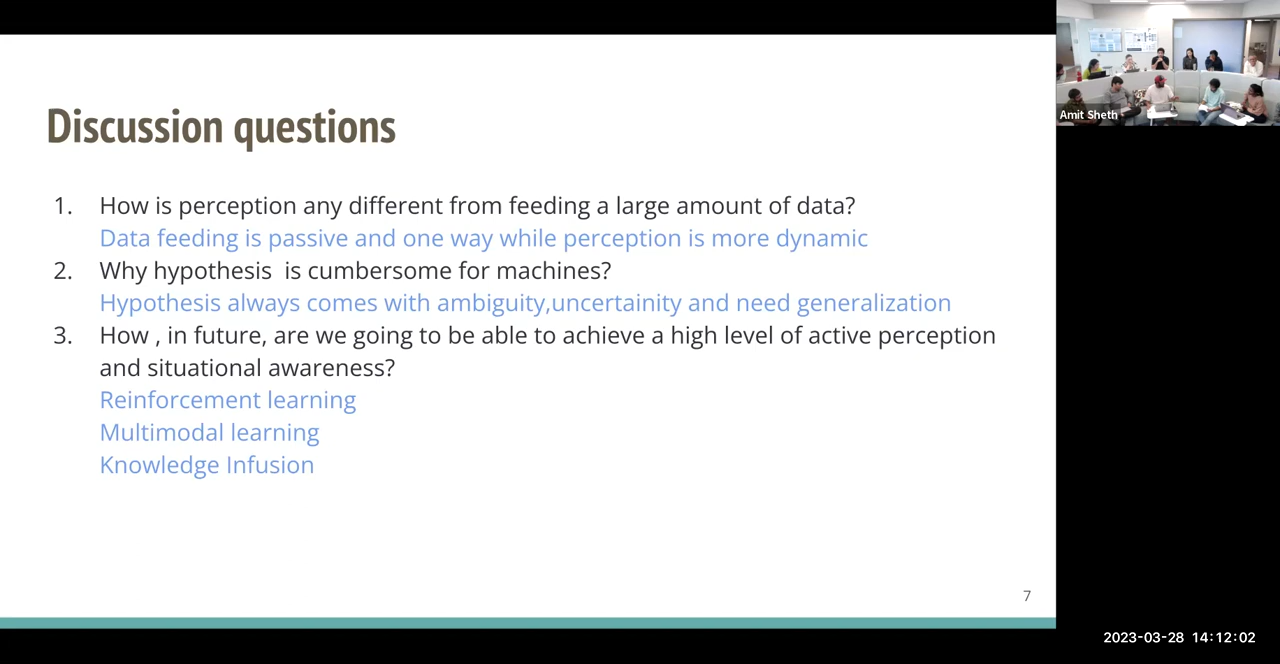 Discussion questions
1. How is perception any different from feeding a large amount of data?
Data feeding is passive and one way while perception is more dynamic
2. Why hypothesis  is cumbersome for machines?
Hypothesis always comes with ambiguity,uncertainity and need generalization
3. How , in future, are we going to be able to achieve a high level of active perception
and situational awareness?
Reinforcement learning
Multimodal learning
Knowledge Infusion
7
Amit Sheth
2023-03-28 14:12:02